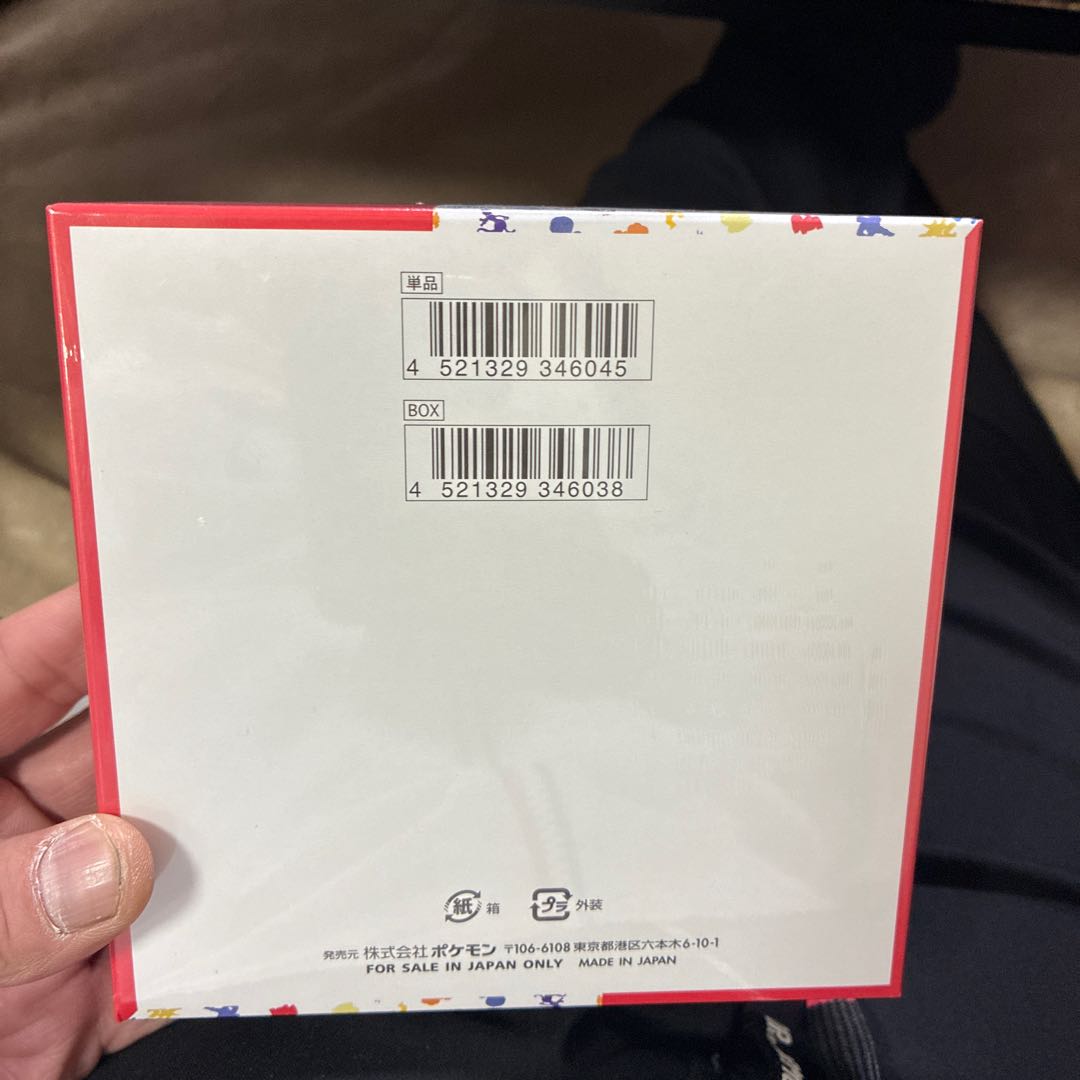 単品
4 521329 346045
BOX
4 521329 346038
紙 箱
プラ 外装
発売元 株式会社 ポケモン 〒106-6108 東京都港区六本木6-10-1
FOR SALE IN JAPAN ONLY MADE IN JAPAN